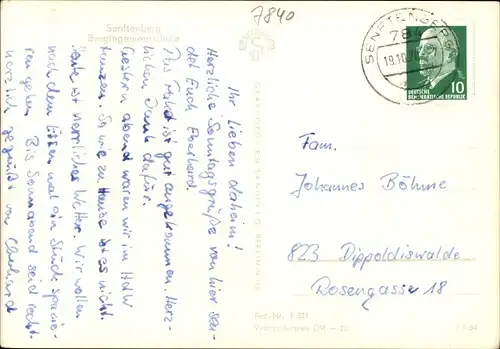 7840
Senftenberg
Bergingenieurschule
Ihr lieben daheim!
Herzliche Sonntagsgrüße von hier sen-
det Euch Eberhard.
Das Paket ist gut angekommen. Herz-
lichen Dank dafür.
Gestern abend waren wir im HdW
tanzen. So wie zu Hause ist es nicht.
Heute ist herrliches Wetter. Wir wollen
nach dem Essen mal ein Stück spazie-
ren gehen. Bis Sonnabend seid recht
herzlich gegrüßt von Eberhard
SENFTENBERG
784
19.10.
DEUTSCHE
DEMOKRATISCHE REPUBLIK
10
Fam.
Johannes Böhme
823 Dippoldiswalde
Rosengasse 18
Best.-Nr.